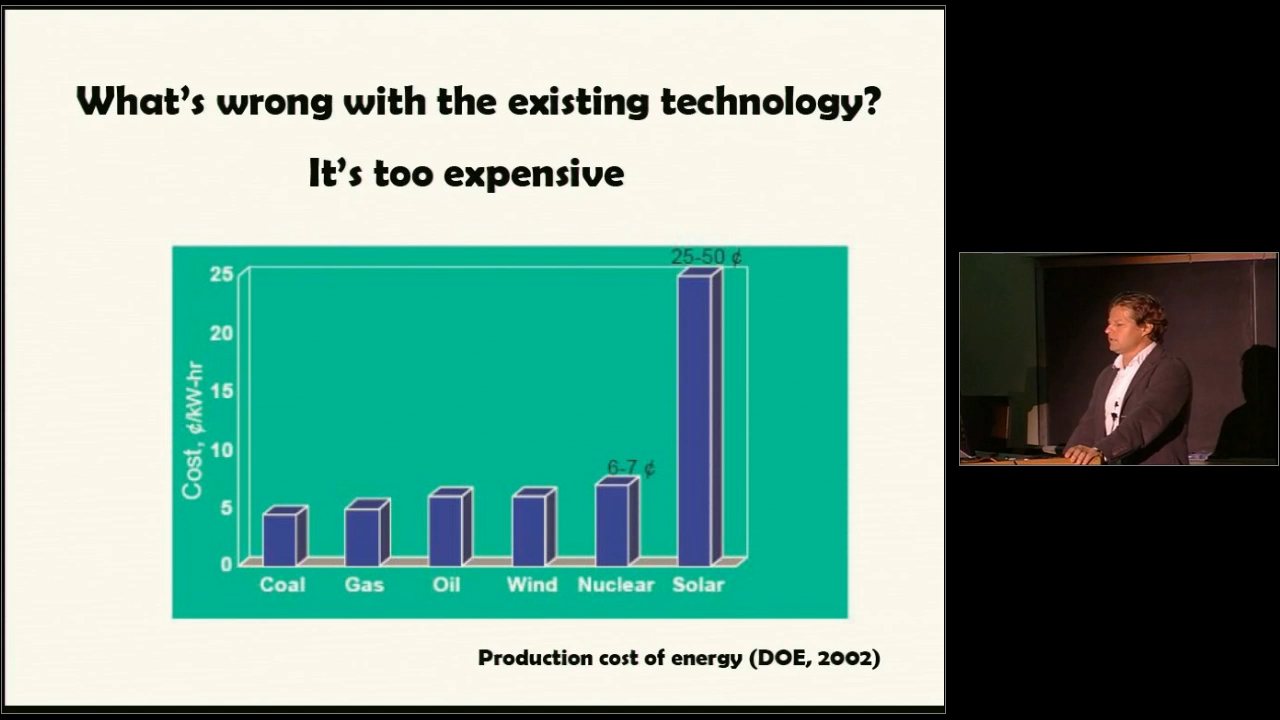 What's wrong with the existing technology?
It's too expensive
25-50 ¢
25
20
15
10
5
0
Cost, ¢/kW-hr
6-7 ¢
Coal Gas Oil Wind Nuclear Solar
Production cost of energy (DOE, 2002)